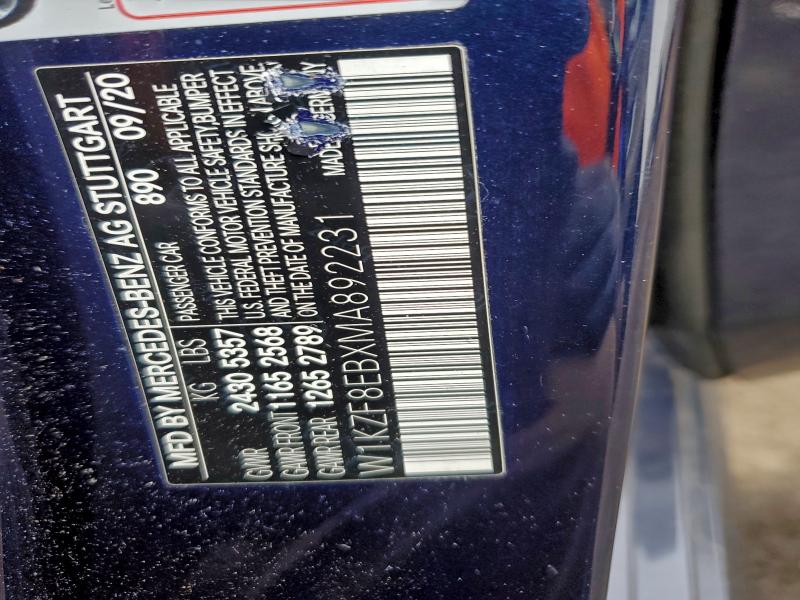 MFD BY MERCEDES-BENZ AG STUTTGART
KG LBS PASSENGER CAR 890 09/20
GVWR 2430 5357 THIS VEHICLE CONFORMS TO ALL APPLICABLE
GAWR FRONT 1165 2568 U.S. FEDERAL MOTOR VEHICLE SAFETY, BUMPER
GAWR REAR 1265 2789 AND THEFT PREVENTION STANDARDS IN EFFECT
ON THE DATE OF MANUFACTURE ABOVE
MADE GERM Y
W1KZF8EBXMA892231